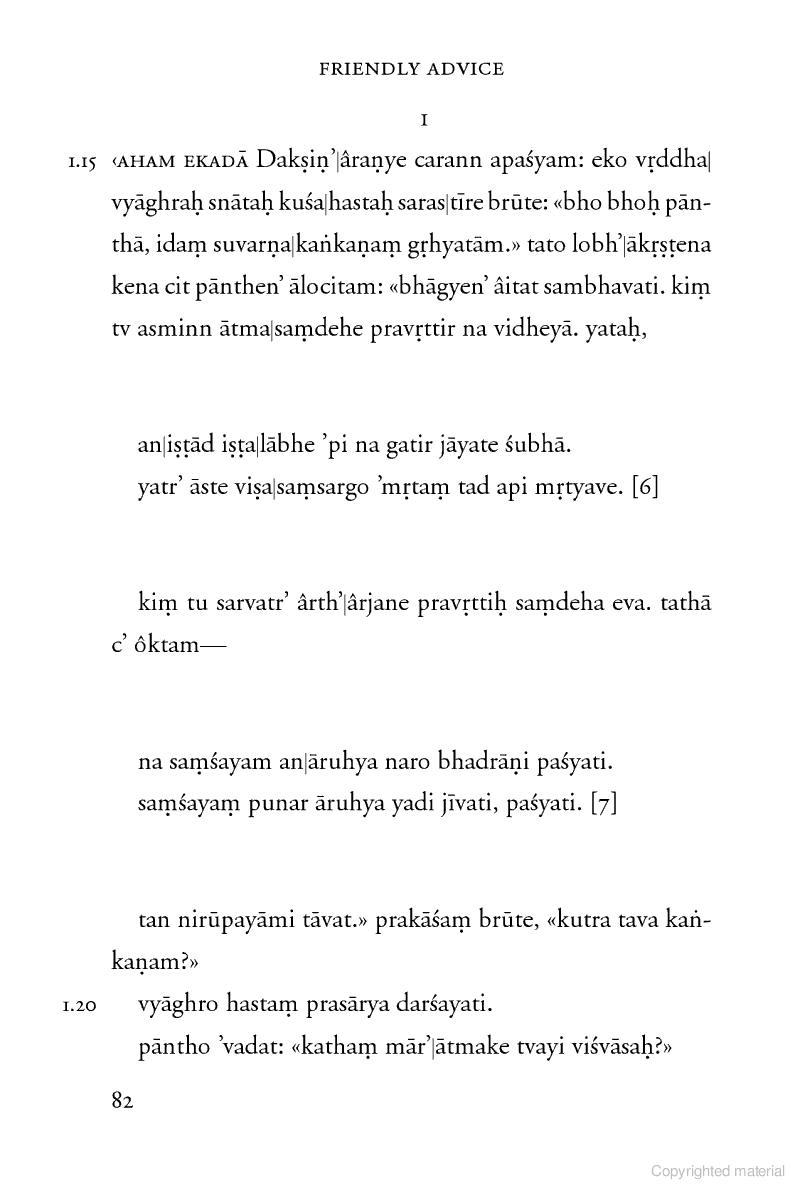 FRIENDLY ADVICE
1
1.15 ‹AHAM EKADĀ Dakṣiṇ’|âraṇye carann apaśyam: eko vṛddha|
vyāghraḥ snātaḥ kuśa|hastaḥ saras|tīre brūte: «bho bhoḥ pān-
thā, idaṃ suvarṇa|kaṅkaṇaṃ gṛhyatām.» tato lobh’|ākṛṣṭena
kena cit pānthen’ ālocitam: «bhāgyen’ âitat sambhavati. kiṃ
tv asminn ātma|saṃdehe pravṛttir na vidheyā. yataḥ,
an|iṣṭād iṣṭa|lābhe ’pi na gatir jāyate śubhā.
yatr’ āste viṣa|saṃsargo ’mṛtaṃ tad api mṛtyave. [6]
kiṃ tu sarvatr’ ârth’|ârjane pravṛttiḥ saṃdeha eva. tathā
c’ ôktam—
na saṃśayam an|āruhya naro bhadrāṇi paśyati.
saṃśayaṃ punar āruhya yadi jīvati, paśyati. [7]
tan nirūpayāmi tāvat.» prakāśaṃ brūte, «kutra tava kaṅ-
kaṇam?»
1.20 vyāghro hastaṃ prasārya darśayati.
pāntho ’vadat: «kathaṃ mār’|ātmake tvayi viśvāsaḥ?»
82
Copyrighted material